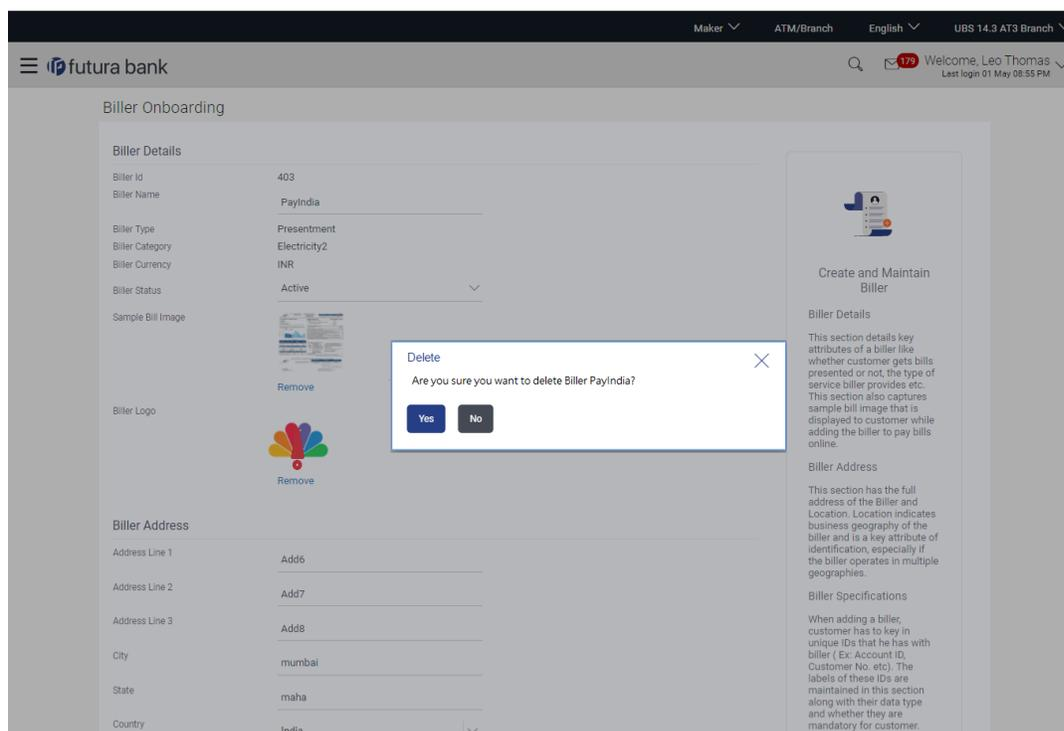 Maker ATM/Branch English UBS 14.3 AT3 Branch
futura bank 179 Welcome, Leo Thomas
Last login 01 May 08:55 PM
Biller Onboarding
Biller Details
Biller Id 403
Biller Name PayIndia
Biller Type Presentment
Biller Category Electricity2
Biller Currency INR
Biller Status Active
Sample Bill Image
Remove
Biller Logo
Remove
Delete
Are you sure you want to delete Biller PayIndia?
Yes No
Biller Address
Address Line 1 Add6
Address Line 2 Add7
Address Line 3 Add8
City mumbai
State maha
Country India
Create and Maintain
Biller
Biller Details
This section details key
attributes of a biller like
whether customer gets bills
presented or not, the type of
service biller provides etc.
This section also captures
sample bill image that is
displayed to customer while
adding the biller to pay bills
online.
Biller Address
This section has the full
address of the Biller and
Location. Location indicates
business geography of the
biller and is a key attribute of
identification, especially if
the biller operates in multiple
geographies.
Biller Specifications
When adding a biller,
customer has to key in
unique IDs that he has with
biller ( Ex: Account ID,
Customer No. etc). The
labels of these IDs are
maintained in this section
along with their data type
and whether they are
mandatory for customer.